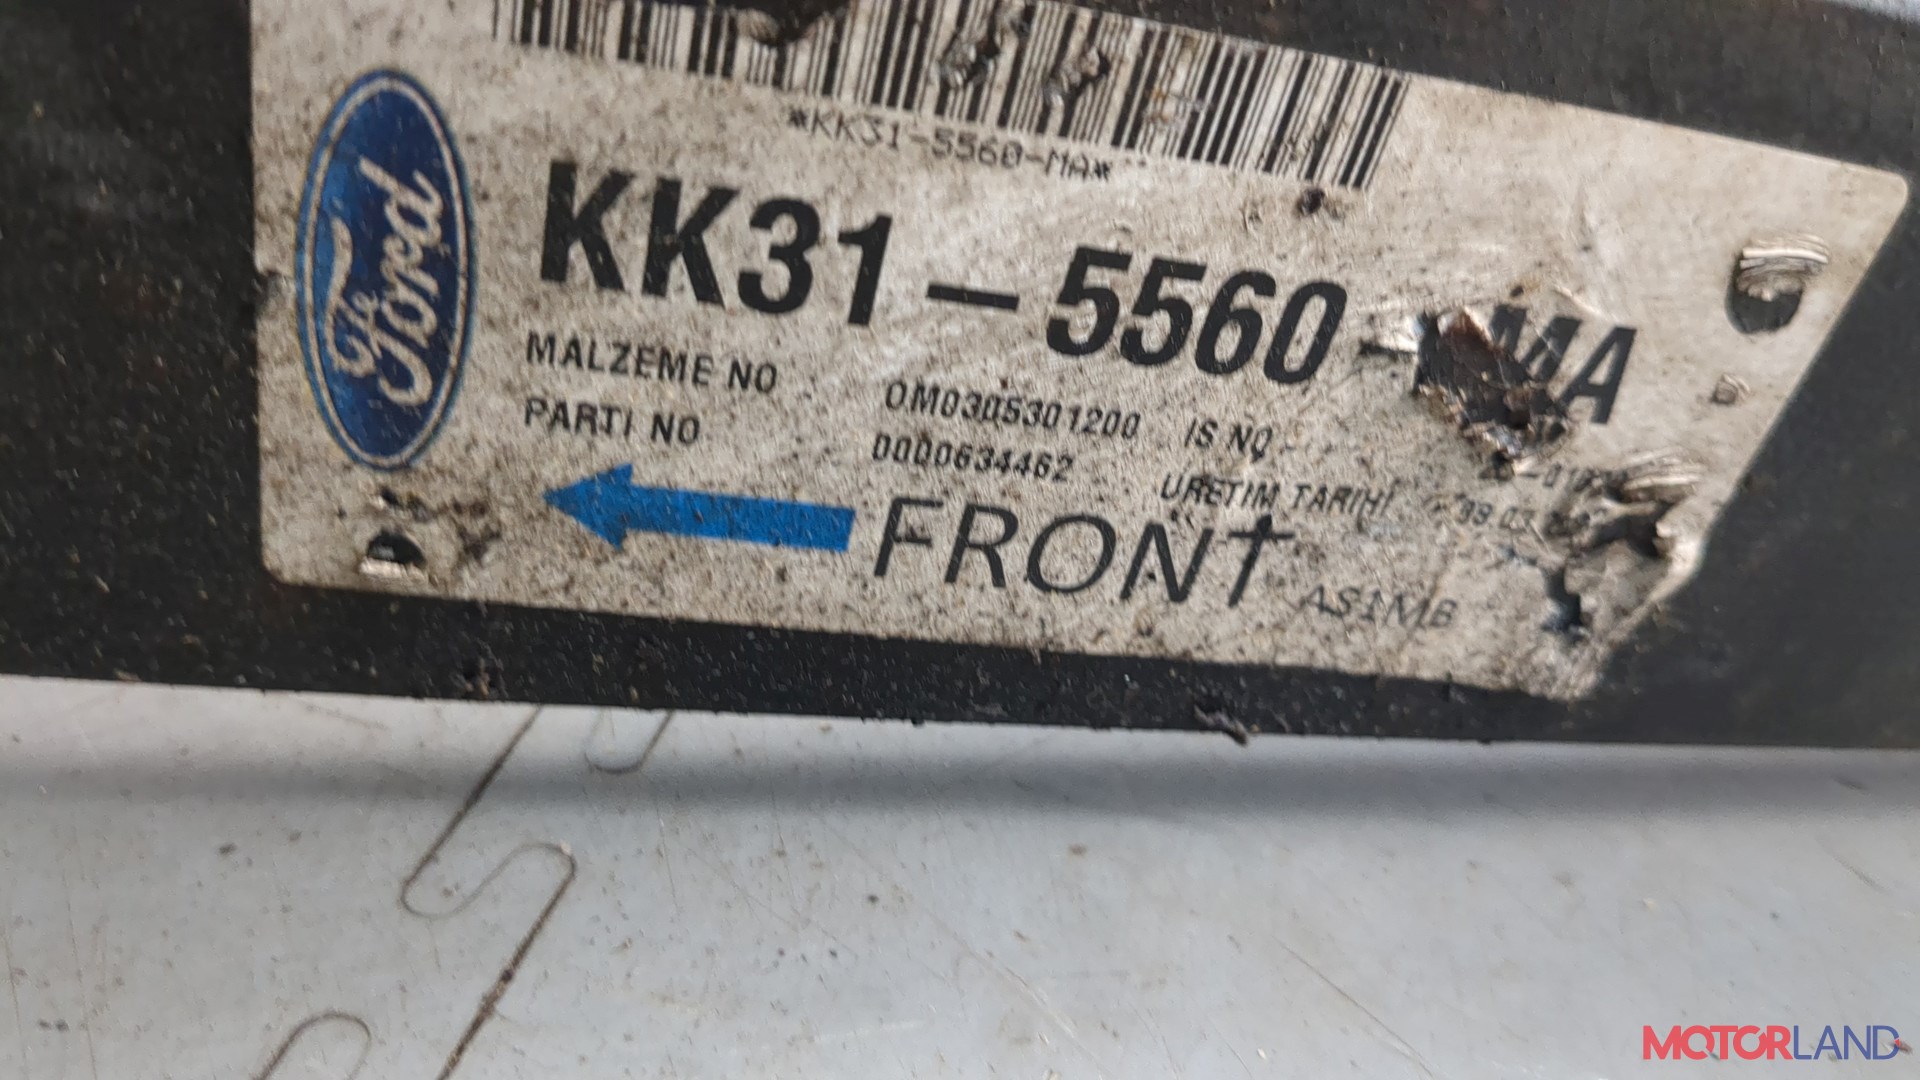 *KK31-5560-MA*
Ford
KK31-5560-MA
MALZEME NO 0M0305301200 IS NO
PARTI NO 0000634462 URETIM TARIHI
FRONT AS1MB
MOTORLAND